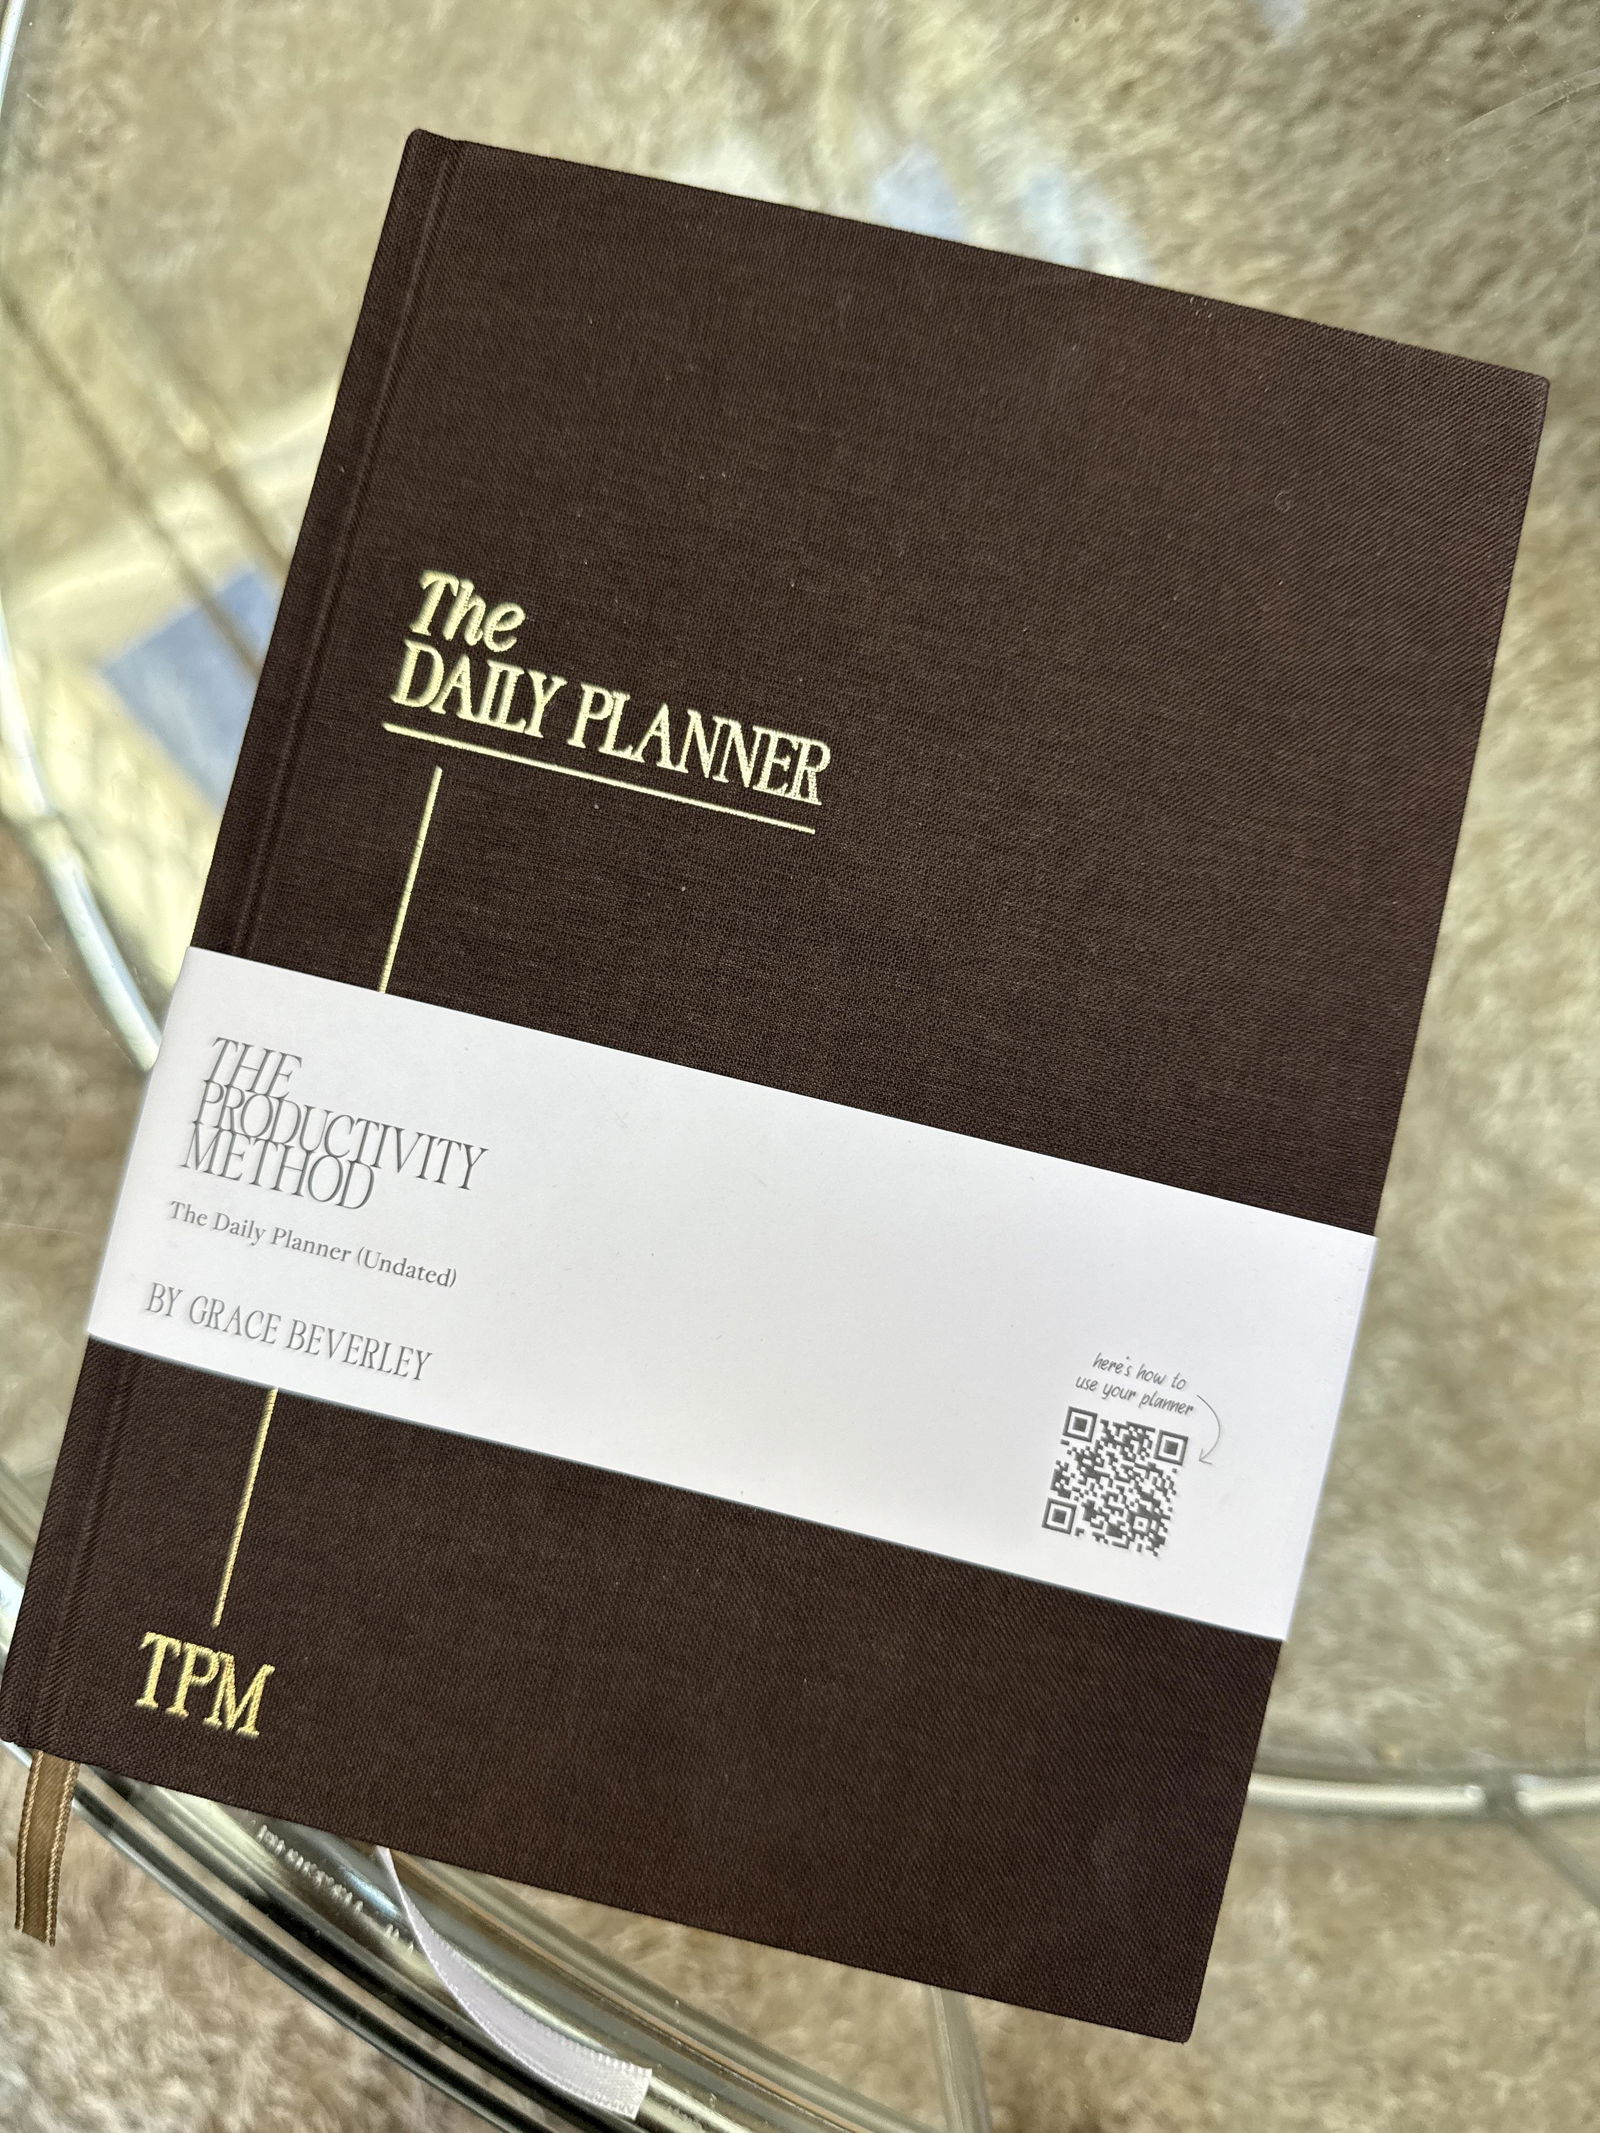 The
DAILY PLANNER
THE
PRODUCTIVITY
METHOD
The Daily Planner (Undated)
BY GRACE BEVERLEY
here's how to
use your planner
TPM